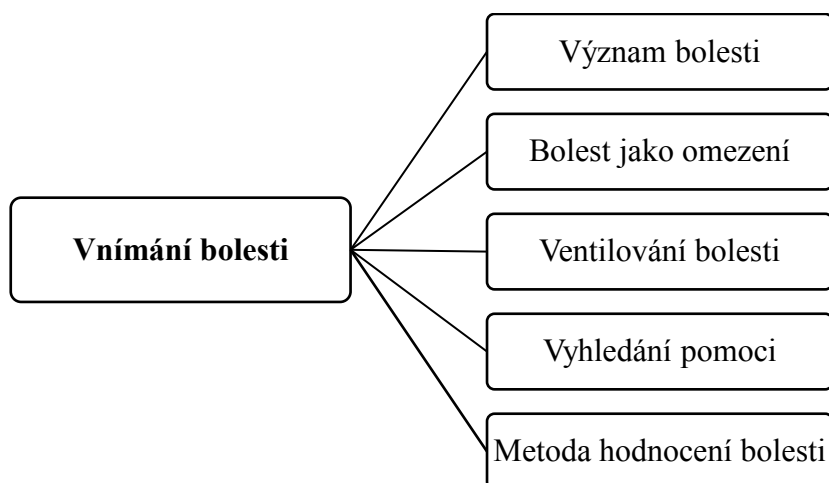 Význam bolesti
Bolest jako omezení
Vnímání bolesti
Ventilování bolesti
Vyhledání pomoci
Metoda hodnocení bolesti